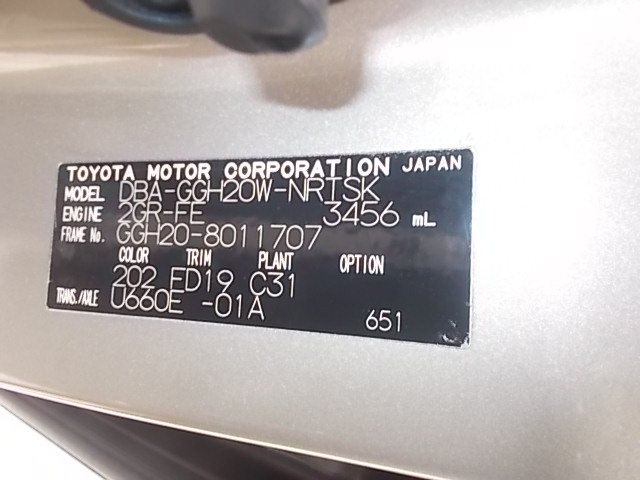 TOYOTA MOTOR CORPORATION JAPAN
MODEL DBA-GGH20W-NRTSK
ENGINE 2GR-FE 3456 mL
FRAME No. GGH20-8011707
COLOR TRIM PLANT OPTION
202 FD19 C31
TRANS./AXLE U660E -01A
651